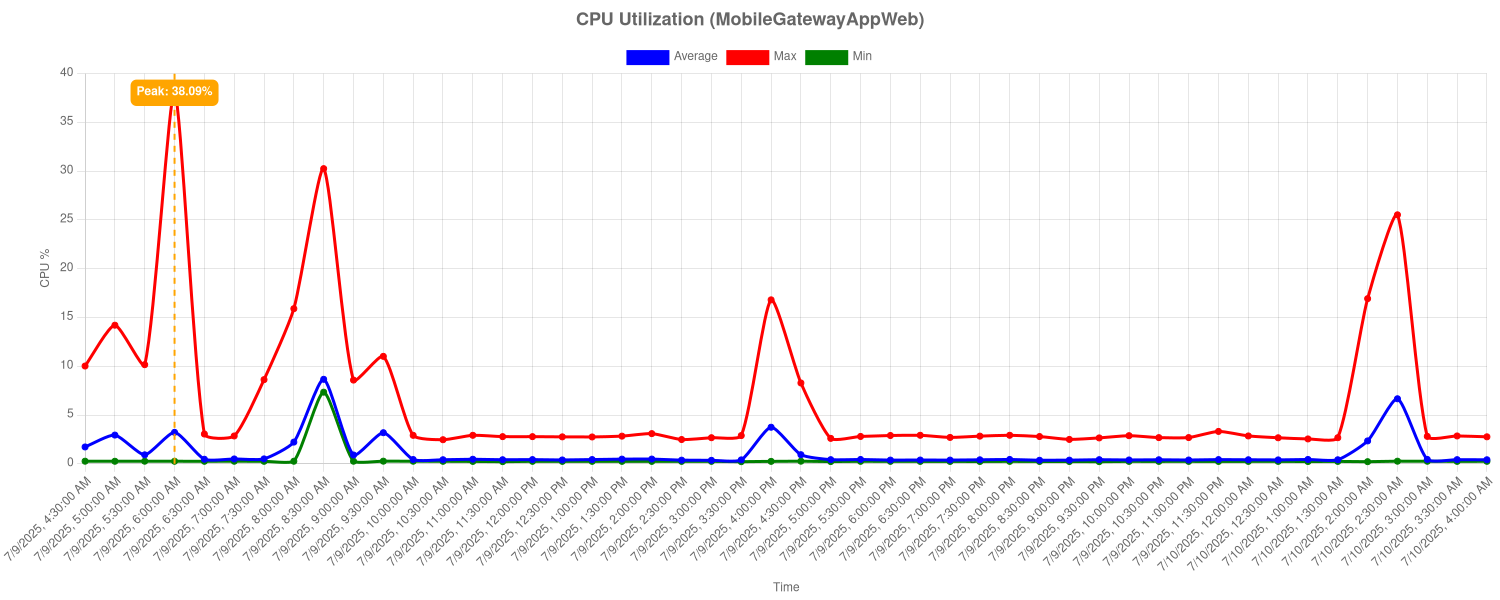 CPU Utilization (MobileGatewayAppWeb)
Average Max Min
Peak: 38.09%
40
35
30
25
20
15
10
5
0
CPU %
7/9/2025, 4:30:00 AM
7/9/2025, 5:00:00 AM
7/9/2025, 5:30:00 AM
7/9/2025, 6:00:00 AM
7/9/2025, 6:30:00 AM
7/9/2025, 7:00:00 AM
7/9/2025, 7:30:00 AM
7/9/2025, 8:00:00 AM
7/9/2025, 8:30:00 AM
7/9/2025, 9:00:00 AM
7/9/2025, 9:30:00 AM
7/9/2025, 10:00:00 AM
7/9/2025, 10:30:00 AM
7/9/2025, 11:00:00 AM
7/9/2025, 11:30:00 AM
7/9/2025, 12:00:00 PM
7/9/2025, 12:30:00 PM
7/9/2025, 1:00:00 PM
7/9/2025, 1:30:00 PM
7/9/2025, 2:00:00 PM
7/9/2025, 2:30:00 PM
7/9/2025, 3:00:00 PM
7/9/2025, 3:30:00 PM
7/9/2025, 4:00:00 PM
7/9/2025, 4:30:00 PM
7/9/2025, 5:00:00 PM
7/9/2025, 5:30:00 PM
7/9/2025, 6:00:00 PM
7/9/2025, 6:30:00 PM
7/9/2025, 7:00:00 PM
7/9/2025, 7:30:00 PM
7/9/2025, 8:00:00 PM
7/9/2025, 8:30:00 PM
7/9/2025, 9:00:00 PM
7/9/2025, 9:30:00 PM
7/9/2025, 10:00:00 PM
7/9/2025, 10:30:00 PM
7/9/2025, 11:00:00 PM
7/9/2025, 11:30:00 PM
7/10/2025, 12:00:00 AM
7/10/2025, 12:30:00 AM
7/10/2025, 1:00:00 AM
7/10/2025, 1:30:00 AM
7/10/2025, 2:00:00 AM
7/10/2025, 2:30:00 AM
7/10/2025, 3:00:00 AM
7/10/2025, 3:30:00 AM
7/10/2025, 4:00:00 AM
Time